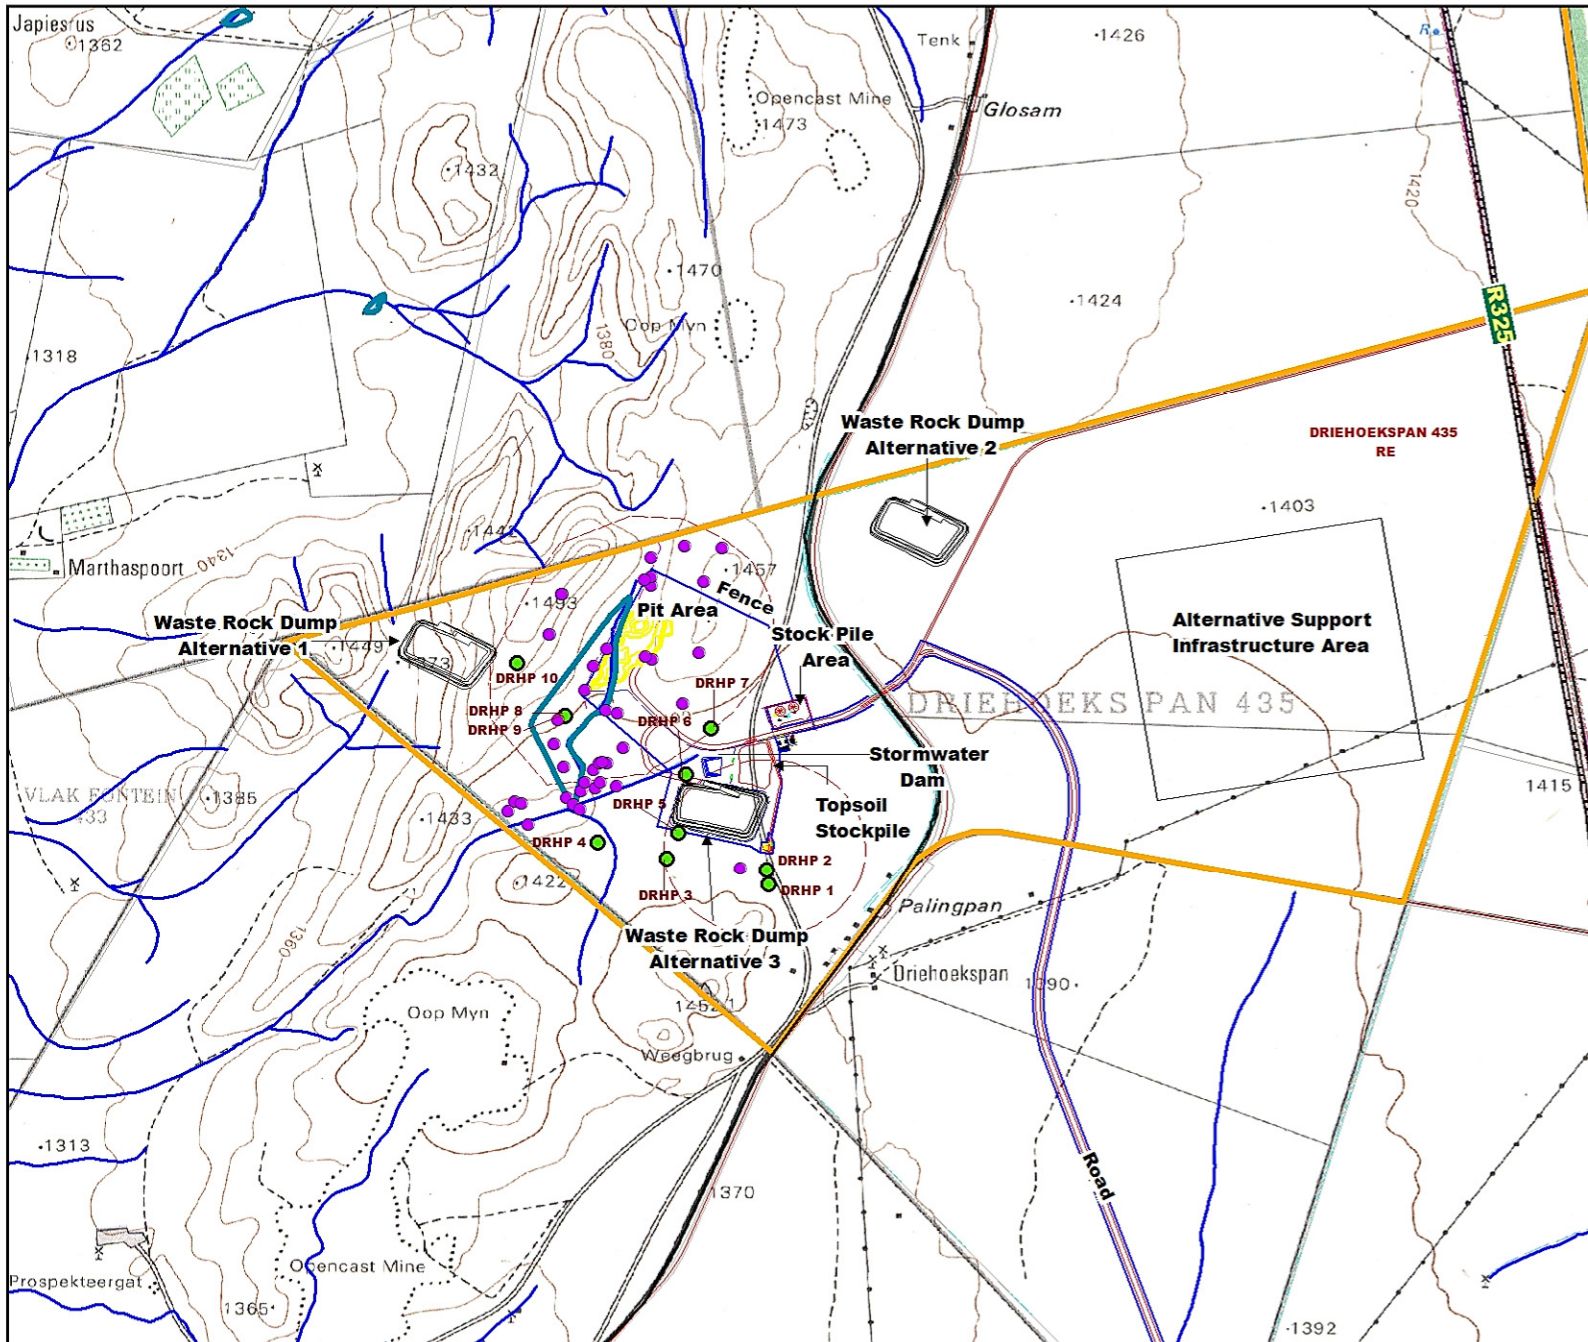 Japiesrus
1362
Tenk
1426
R
Opencast Mine
1473
Glosam
1432
1420
1470
1424
Oop Myn
1380
R325
1318
Waste Rock Dump
Alternative 2
DRIEHOEKSPAN 435
RE
1403
1442
1340
Marthaspoort
1457
1493
Fence
Pit Area
Waste Rock Dump
Alternative 1
1449
1373
Stock Pile
Area
Alternative Support
Infrastructure Area
DRHP 10
DRHP 7
DRHP 8
DRHP 9
DRHP 6
DRIEHOEKS PAN 435
Stormwater
Dam
1415
VLAK FONTEIN
433
1385
1433
DRHP 5
Topsoil
Stockpile
DRHP 4
DRHP 2
DRHP 1
1422
DRHP 3
Palingpan
1360
Waste Rock Dump
Alternative 3
Driehoekspan
1390
Oop Myn
Weegbrug
1313
Road
1370
Opencast Mine
Prospekteergat
1365
1392